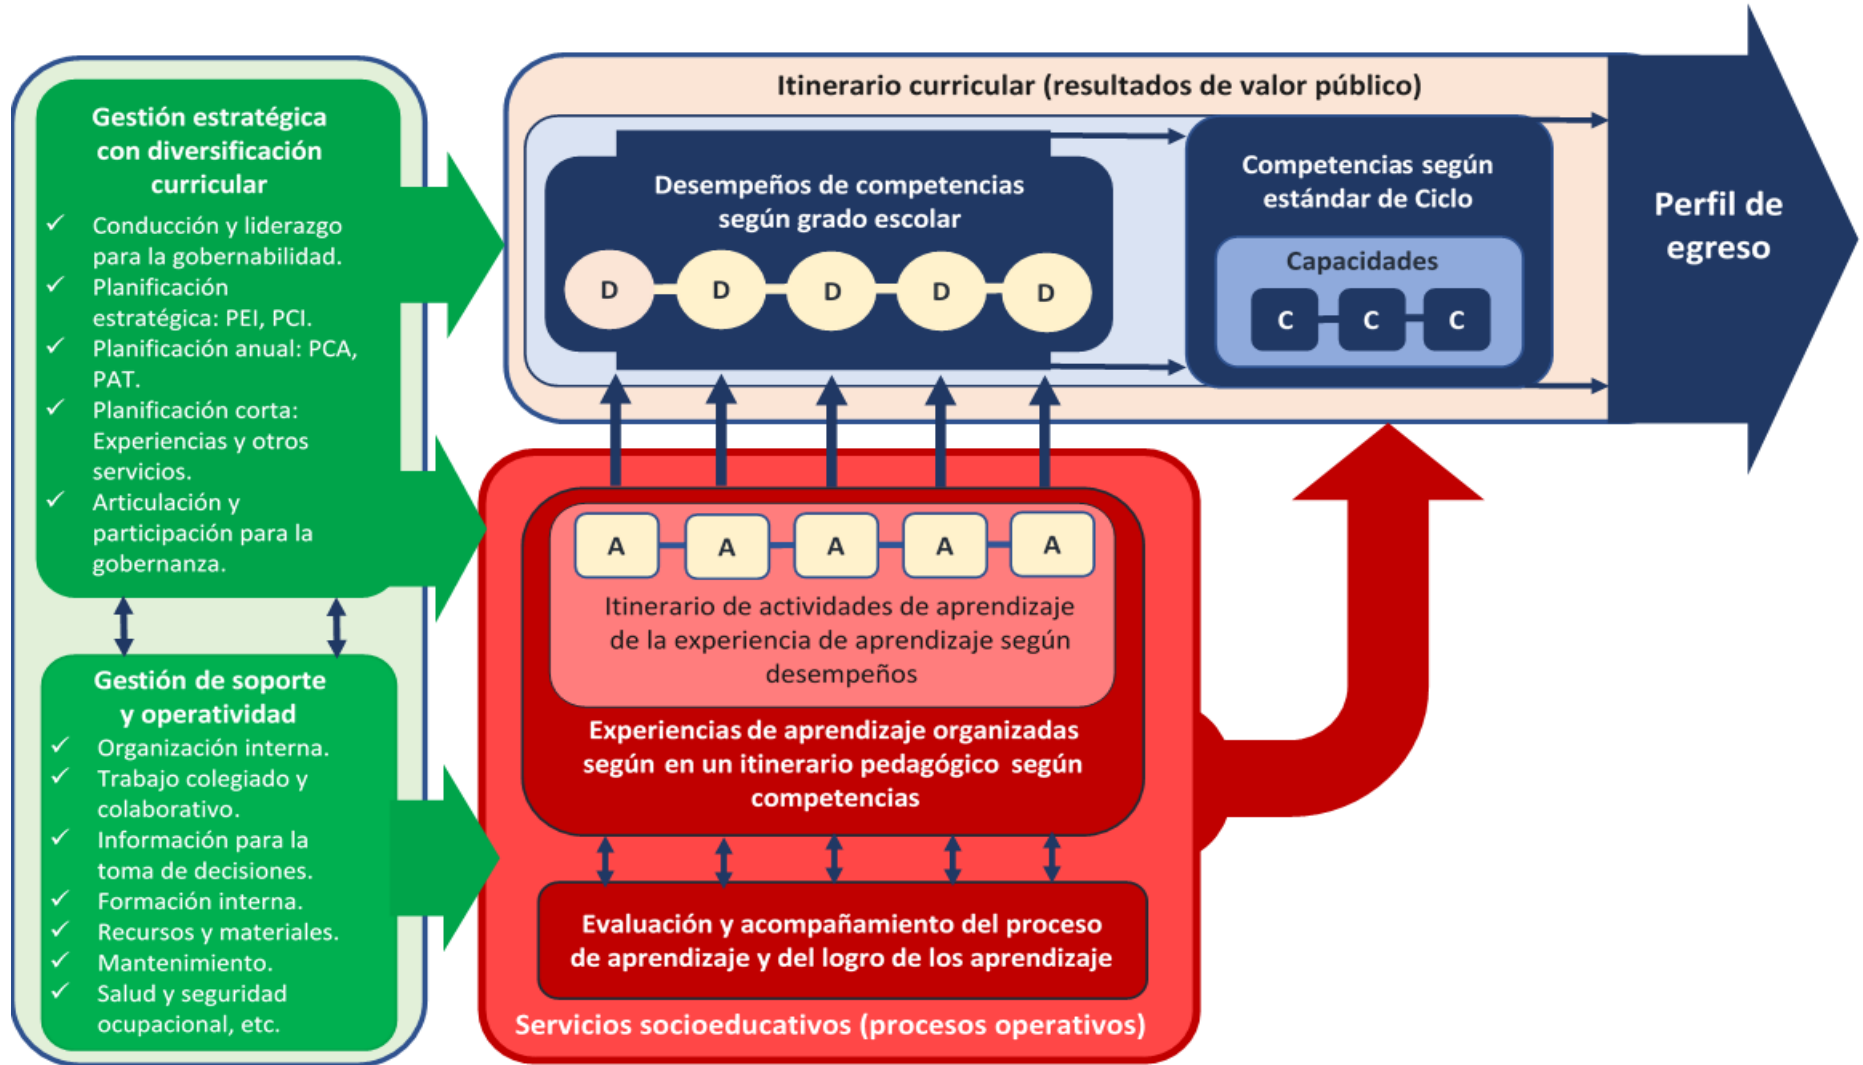 Gestión estratégica
con diversificación
curricular
✓ Conducción y liderazgo
para la gobernabilidad.
✓ Planificación
estratégica: PEI, PCI.
✓ Planificación anual: PCA,
PAT.
✓ Planificación corta:
Experiencias y otros
servicios.
✓ Articulación y
participación para la
gobernanza.
Gestión de soporte
y operatividad
✓ Organización interna.
✓ Trabajo colegiado y
colaborativo.
✓ Información para la
toma de decisiones.
✓ Formación interna.
✓ Recursos y materiales.
✓ Mantenimiento.
✓ Salud y seguridad
ocupacional, etc.
Itinerario curricular (resultados de valor público)
Desempeños de competencias
según grado escolar
D D D D D
Competencias según
estándar de Ciclo
Capacidades
C C C
Perfil de
egreso
A A A A A
Itinerario de actividades de aprendizaje
de la experiencia de aprendizaje según
desempeños
Experiencias de aprendizaje organizadas
según en un itinerario pedagógico según
competencias
Evaluación y acompañamiento del proceso
de aprendizaje y del logro de los aprendizaje
Servicios socioeducativos (procesos operativos)